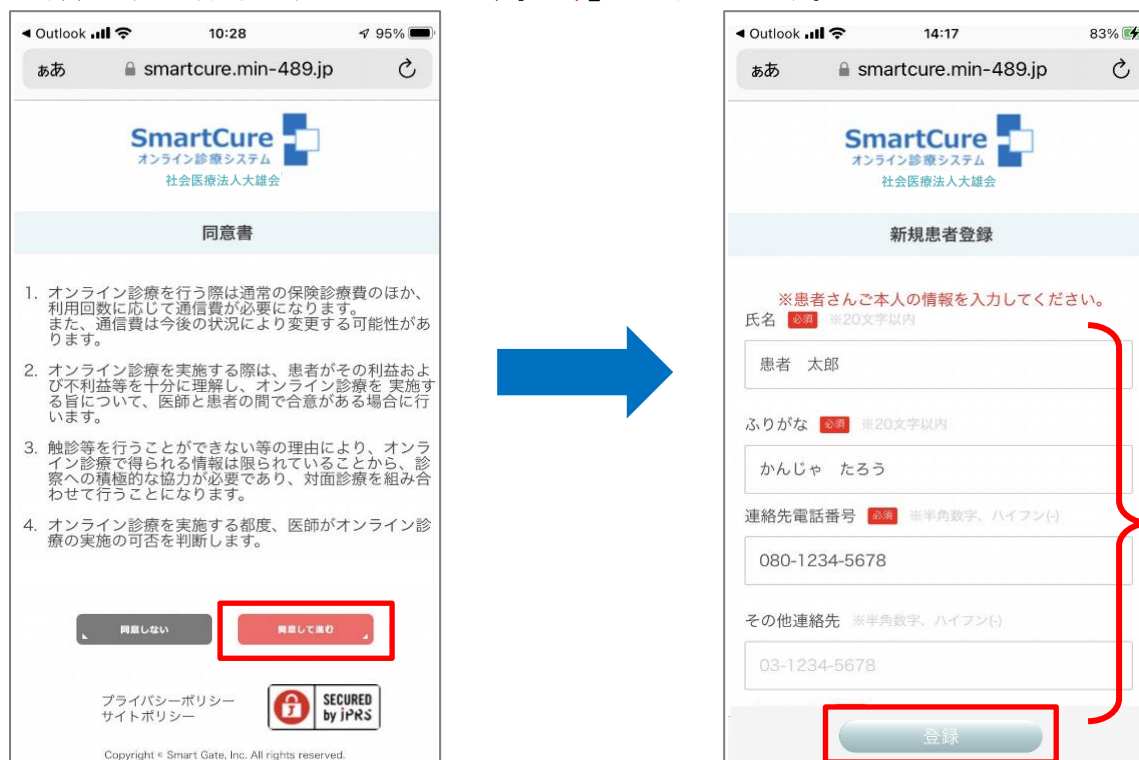 ◀ Outlook
10:28
95%
ぁあ
smartcure.min-489.jp
SmartCure
オンライン診療システム
社会医療法人大雄会
同意書
1. オンライン診療を行う際は通常の保険診療費のほか、
利用回数に応じて通信費が必要になります。
また、通信費は今後の状況により変更する可能性があ
ります。
2. オンライン診療を実施する際は、患者がその利益およ
び不利益等を十分に理解し、オンライン診療を 実施す
る旨について、医師と患者の間で合意がある場合に行
います。
3. 触診等を行うことができない等の理由により、オンラ
イン診療で得られる情報は限られていることから、診
察への積極的な協力が必要であり、対面診療を組み合
わせて行うことになります。
4. オンライン診療を実施する都度、医師がオンライン診
療の実施の可否を判断します。
同意しない
同意して進む
プライバシーポリシー
サイトポリシー
SECURED
by JPRS
Copyright © Smart Gate, Inc. All rights reserved.
◀ Outlook
14:17
83%
ぁあ
smartcure.min-489.jp
SmartCure
オンライン診療システム
社会医療法人大雄会
新規患者登録
※患者さんご本人の情報を入力してください。
氏名 必須 ※20文字以内
患者 太郎
ふりがな 必須 ※20文字以内
かんじゃ たろう
連絡先電話番号 必須 ※半角数字、ハイフン(-)
080-1234-5678
その他連絡先 ※半角数字、ハイフン(-)
03-1234-5678
登録